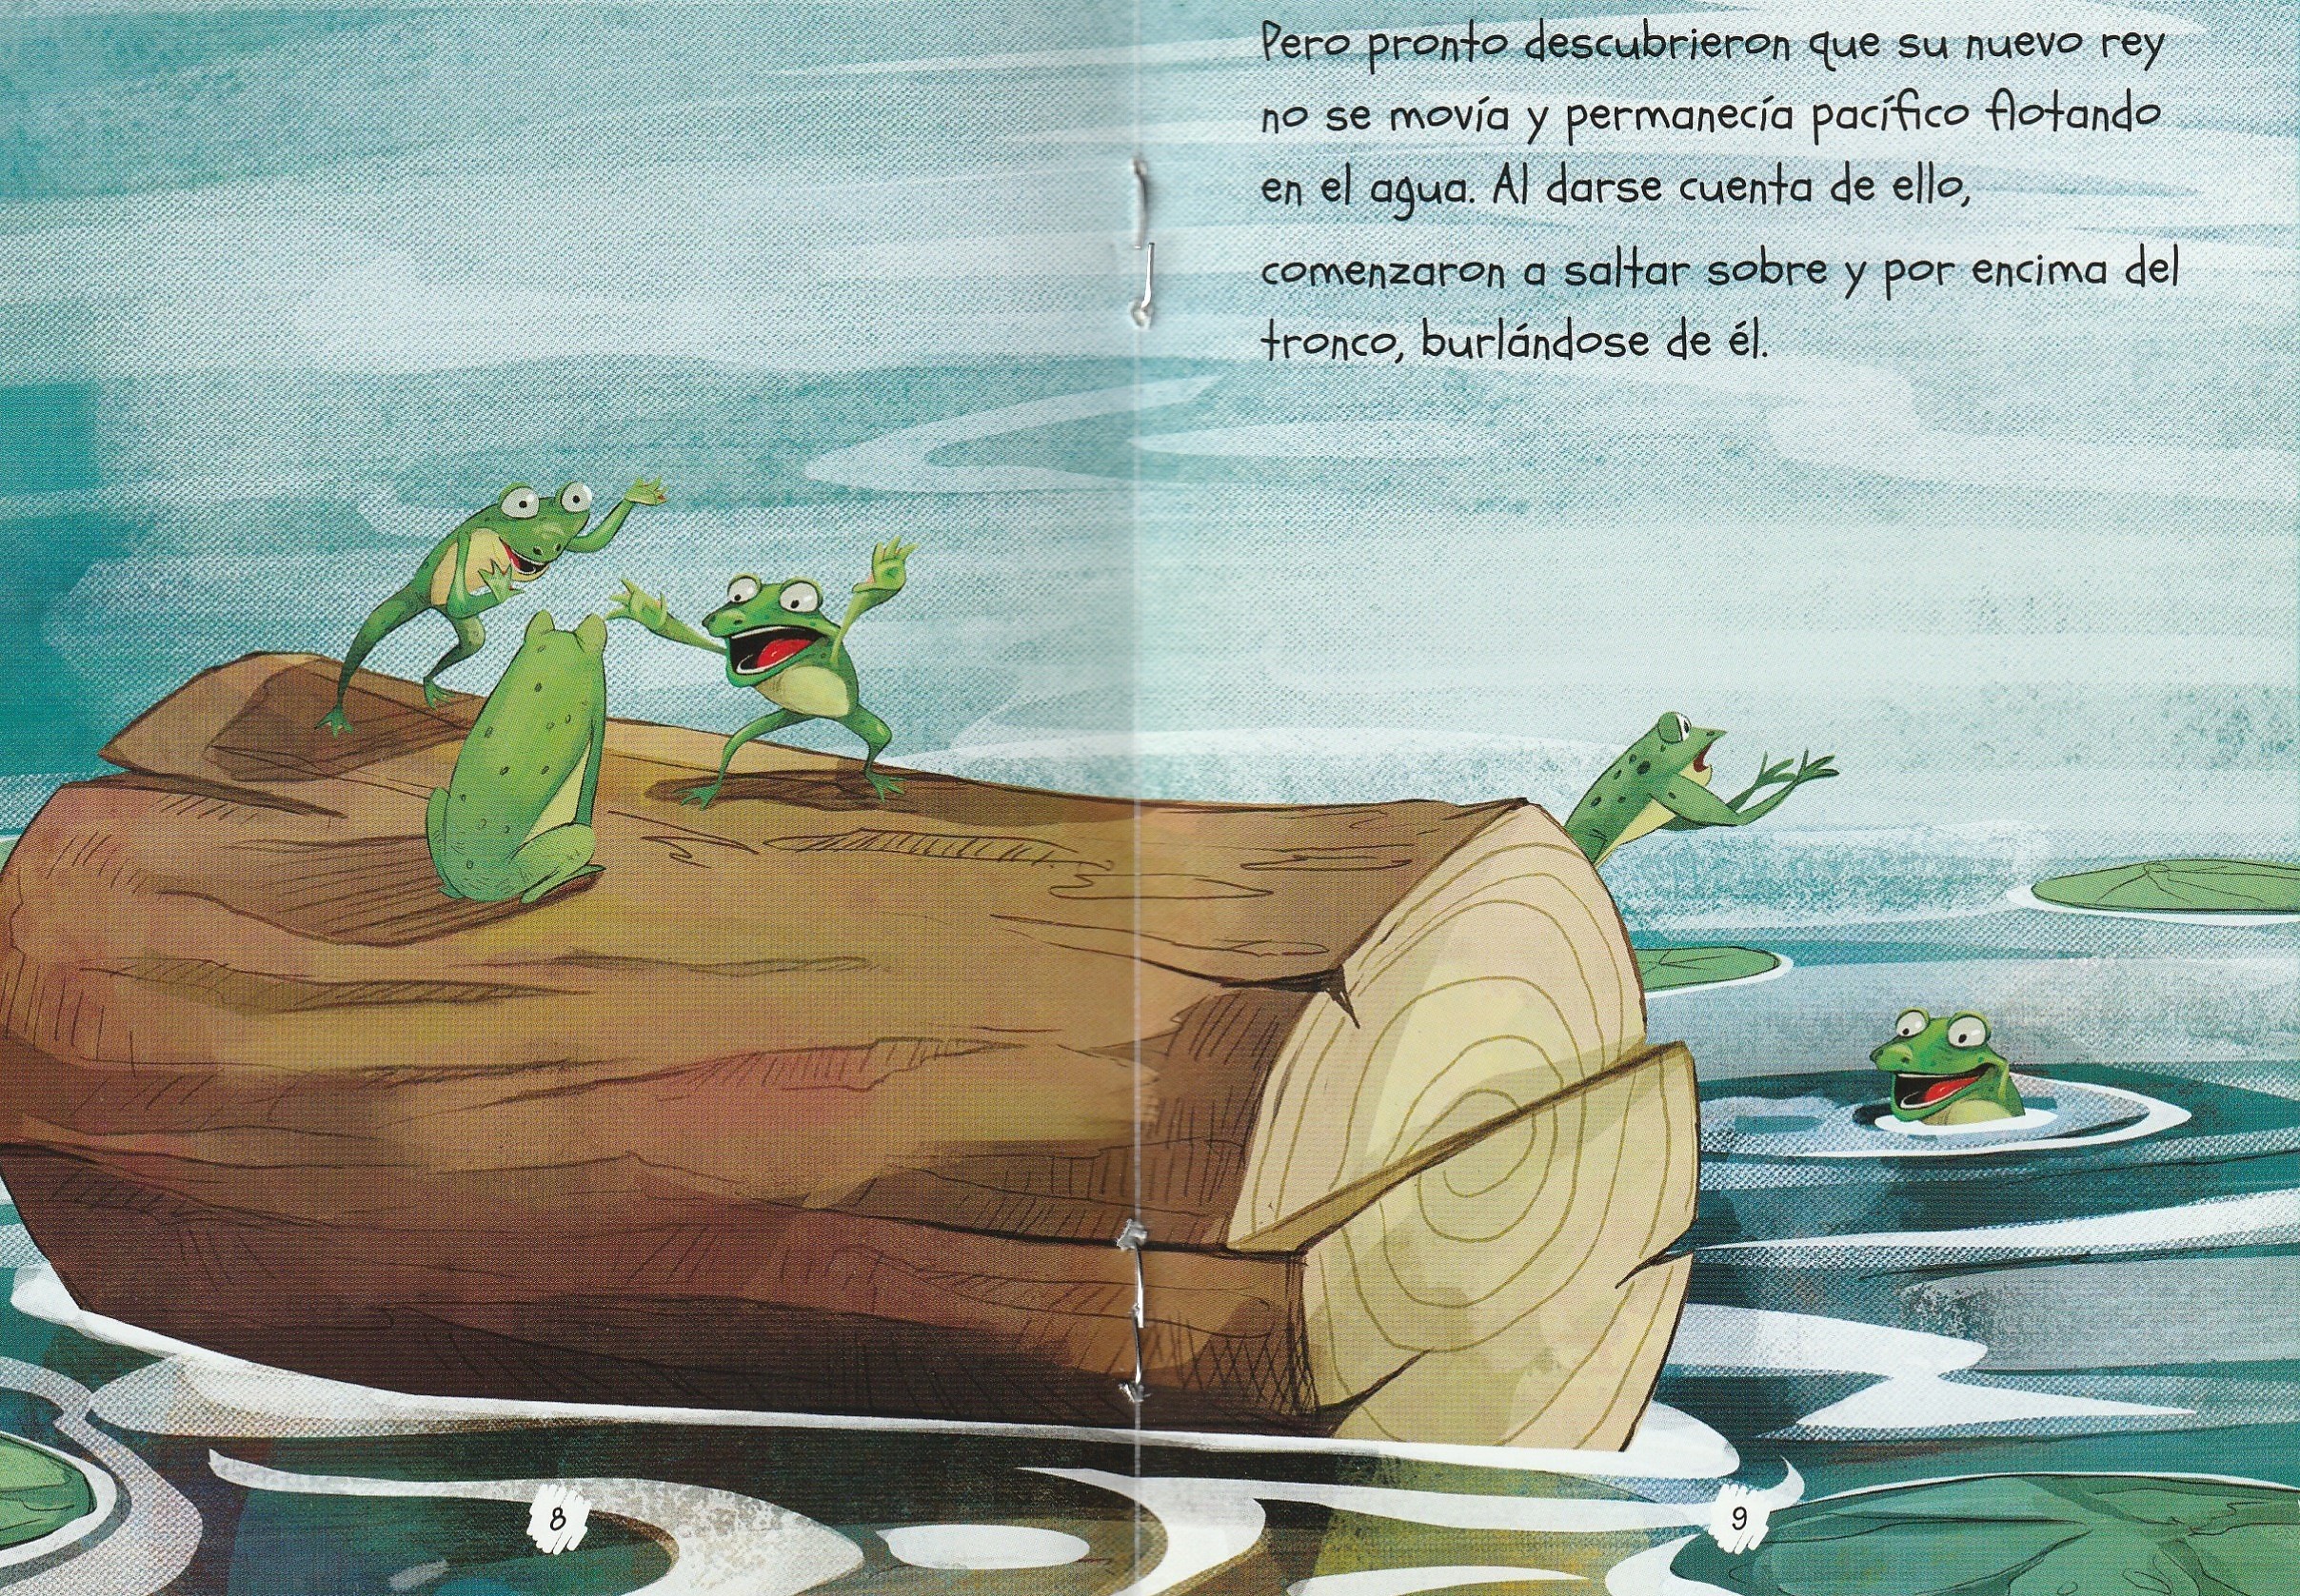 Pero pronto descubrieron que su nuevo rey
no se movía y permanecía pacífico flotando
en el agua. Al darse cuenta de ello,
comenzaron a saltar sobre y por encima del
tronco, burlándose de él.
8
9